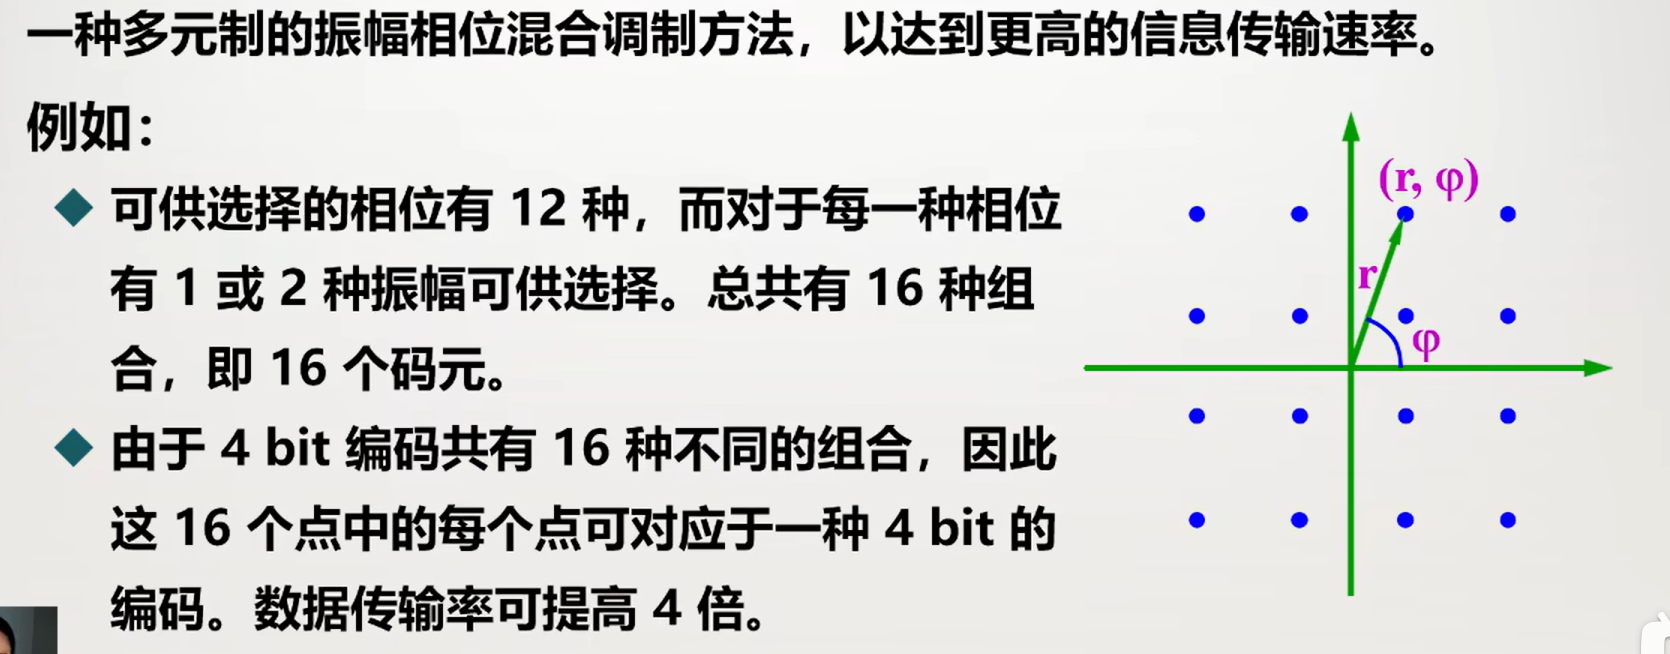 一种多元制的振幅相位混合调制方法，以达到更高的信息传输速率。
例如：
可供选择的相位有 12 种，而对于每一种相位
有 1 或 2 种振幅可供选择。总共有 16 种组
合，即 16 个码元。
由于 4 bit 编码共有 16 种不同的组合，因此
这 16 个点中的每个点可对应于一种 4 bit 的
编码。数据传输率可提高 4 倍。
(r, φ)
r
φ